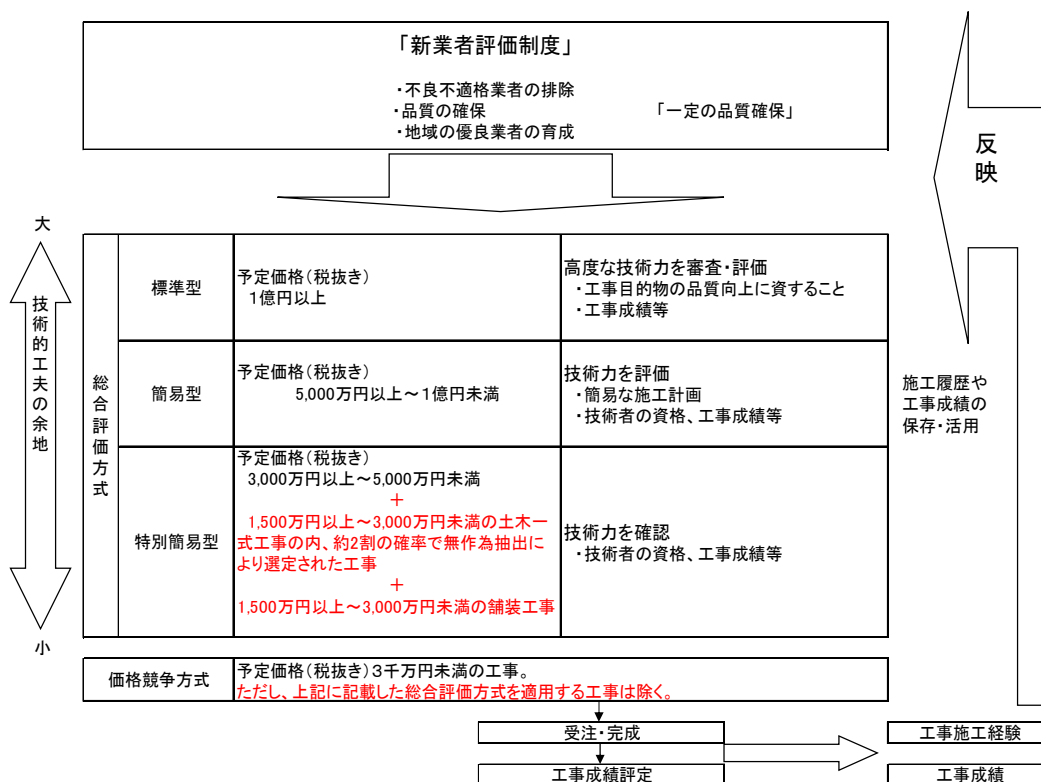 「新業者評価制度」
・不良不適格業者の排除
・品質の確保
「一定の品質確保」
・地域の優良業者の育成
反映
大
技術的工夫の余地
小
総合評価方式
標準型
予定価格（税抜き）
1億円以上
高度な技術力を審査・評価
・工事目的物の品質向上に資すること
・工事成績等
簡易型
予定価格（税抜き）
5,000万円以上～1億円未満
技術力を評価
・簡易な施工計画
・技術者の資格、工事成績等
特別簡易型
予定価格（税抜き）
3,000万円以上～5,000万円未満
＋
1,500万円以上～3,000万円未満の土木一
式工事の内、約2割の確率で無作為抽出に
より選定された工事
＋
1,500万円以上～3,000万円未満の舗装工事
技術力を確認
・技術者の資格、工事成績等
施工履歴や
工事成績の
保存・活用
価格競争方式
予定価格（税抜き）３千万円未満の工事。
ただし、上記に記載した総合評価方式を適用する工事は除く。
受注・完成
工事施工経験
工事成績評定
工事成績